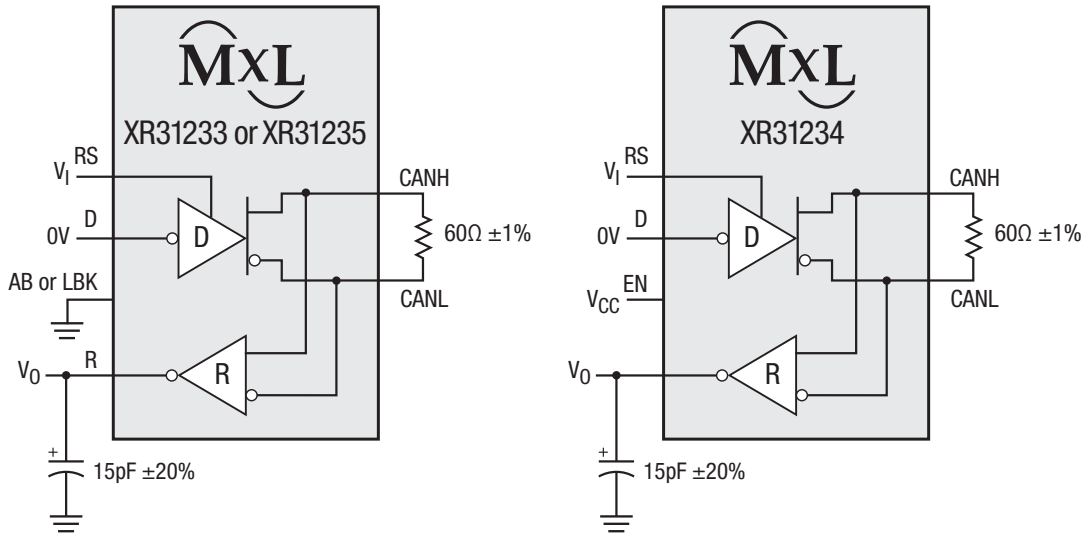 MXL
XR31233 or XR31235
RS
VI
D
0V
AB or LBK
R
VO
CANH
60Ω ±1%
CANL
D
R
+
15pF ±20%
MXL
XR31234
RS
VI
D
0V
EN
VCC
VO
CANH
60Ω ±1%
CANL
D
R
+
15pF ±20%